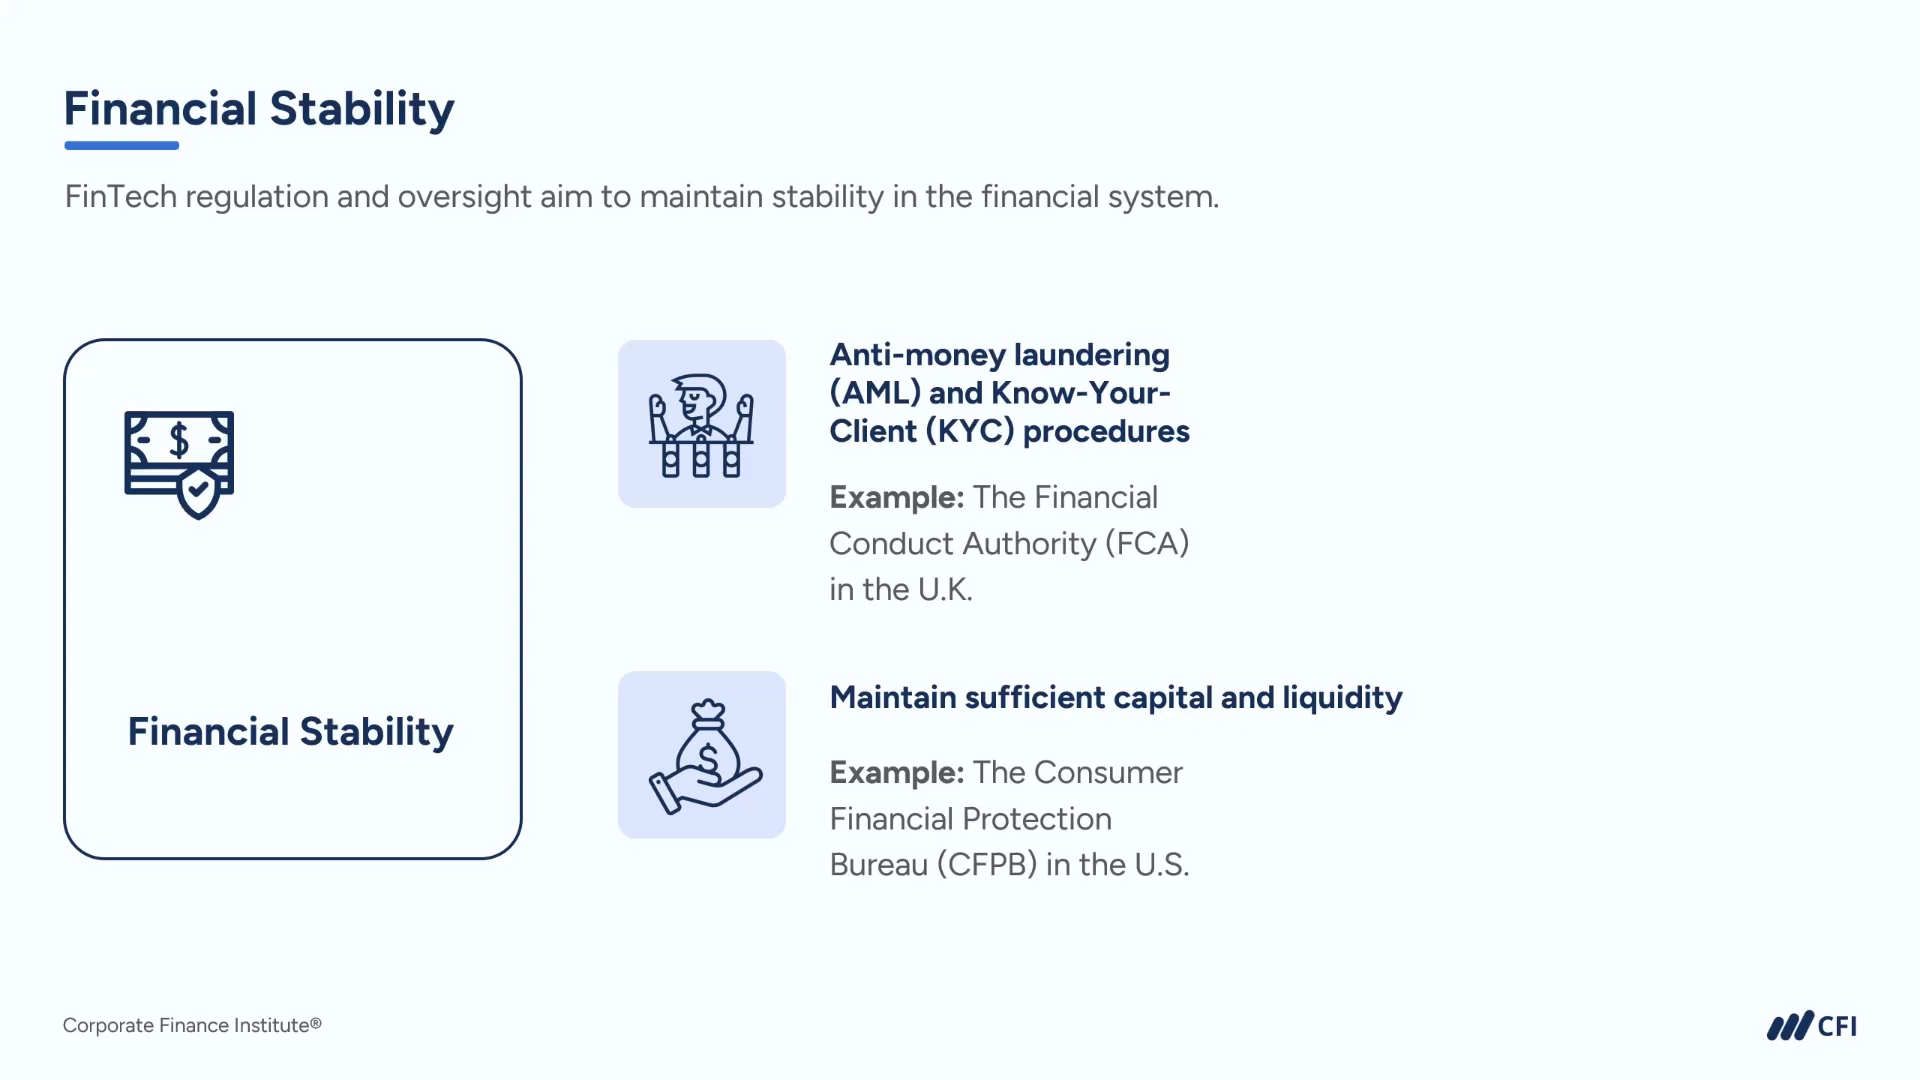 Financial Stability
FinTech regulation and oversight aim to maintain stability in the financial system.
$
Financial Stability
Anti-money laundering
(AML) and Know-Your-
Client (KYC) procedures
Example: The Financial
Conduct Authority (FCA)
in the U.K.
$
Maintain sufficient capital and liquidity
Example: The Consumer
Financial Protection
Bureau (CFPB) in the U.S.
Corporate Finance Institute®
CFI